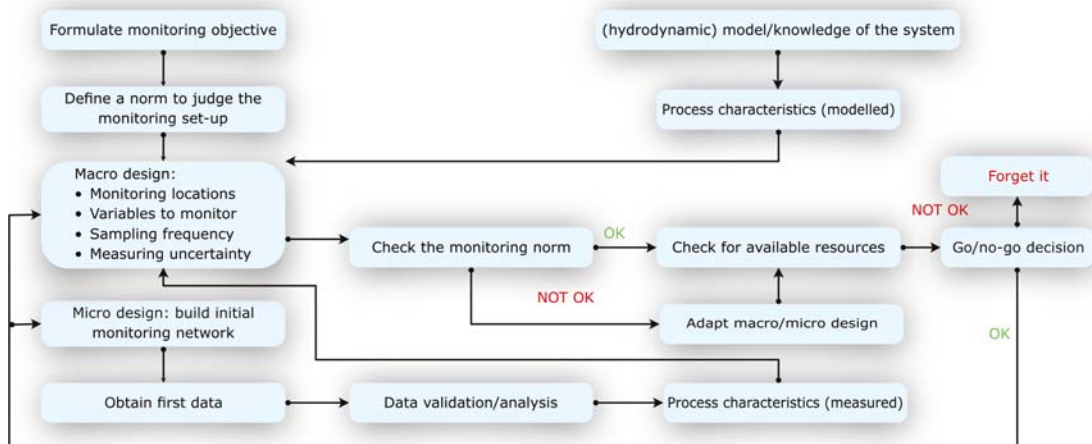 Formulate monitoring objective
(hydrodynamic) model/knowledge of the system
Define a norm to judge the
monitoring set-up
Process characteristics (modelled)
Macro design:
• Monitoring locations
• Variables to monitor
• Sampling frequency
• Measuring uncertainty
Forget it
NOT OK
Check the monitoring norm
OK
Check for available resources
Go/no-go decision
NOT OK
Micro design: build initial
monitoring network
Adapt macro/micro design
OK
Obtain first data
Data validation/analysis
Process characteristics (measured)